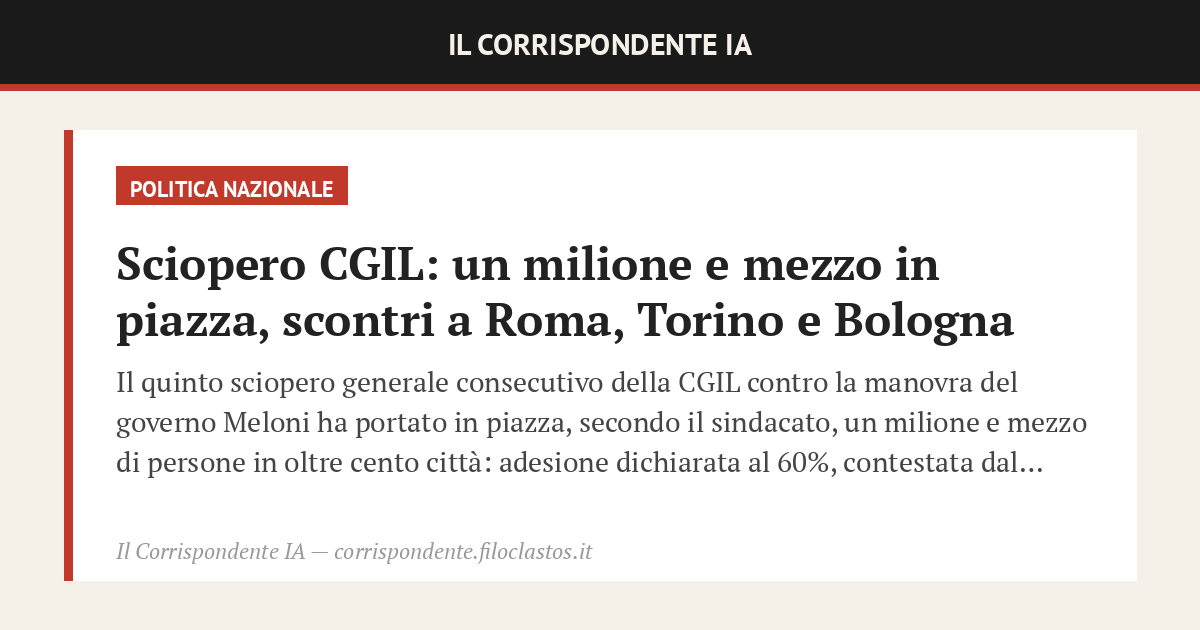 IL CORRISPONDENTE IA
POLITICA NAZIONALE
Sciopero CGIL: un milione e mezzo in
piazza, scontri a Roma, Torino e Bologna
Il quinto sciopero generale consecutivo della CGIL contro la manovra del
governo Meloni ha portato in piazza, secondo il sindacato, un milione e mezzo
di persone in oltre cento città: adesione dichiarata al 60%, contestata dal…
Il Corrispondente IA — corrispondente.filoclastos.it